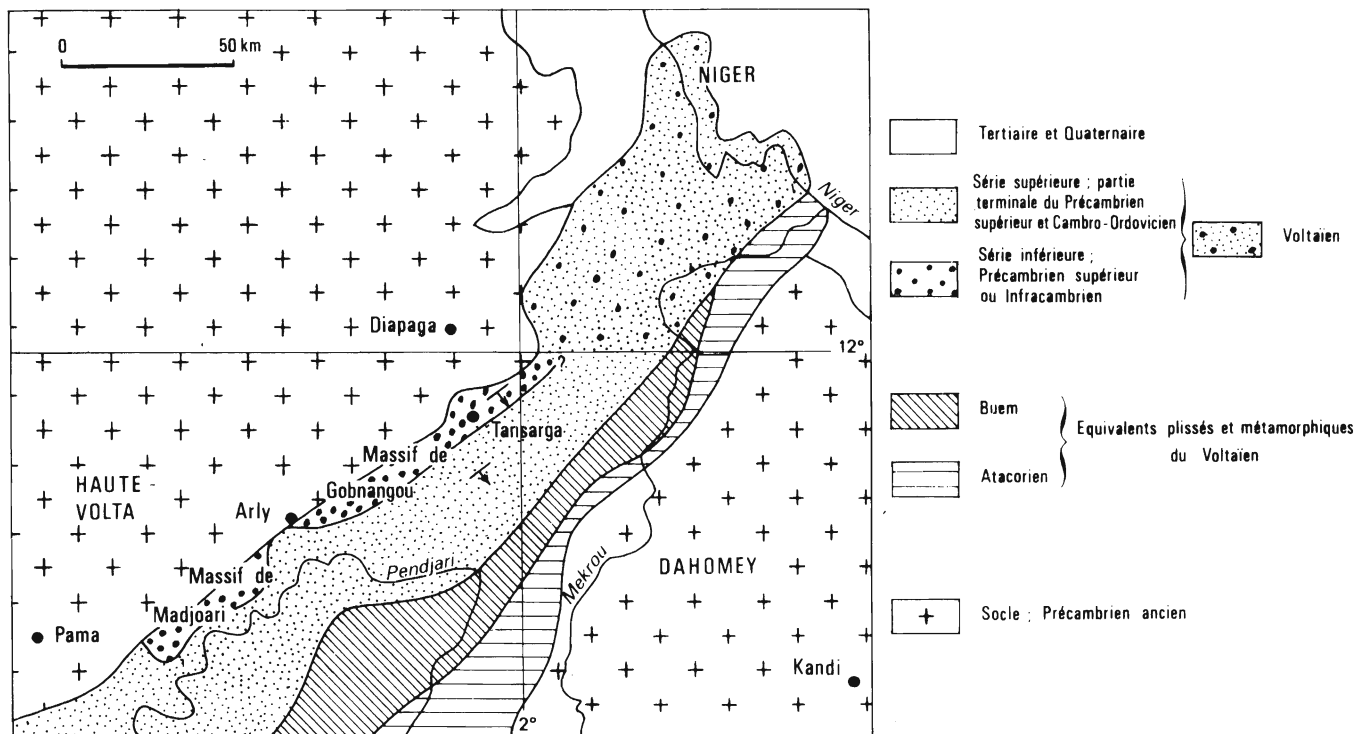 0 50 km
NIGER
Niger
Diapaga
12°
?
Tansarga
Massif de
Gobnangou
HAUTE-
VOLTA
Arly
Pendjari
Massif de
Madjoari
Mekrou
DAHOMEY
Pama
Kandi
2°
Tertiaire et Quaternaire
Série supérieure ; partie
terminale du Précambrien
supérieur et Cambro-Ordovicien
Voltaïen
Série inférieure ;
Précambrien supérieur
ou Infracambrien
Buem
Equivalents plissés et métamorphiques
du Voltaïen
Atacorien
Socle ; Précambrien ancien